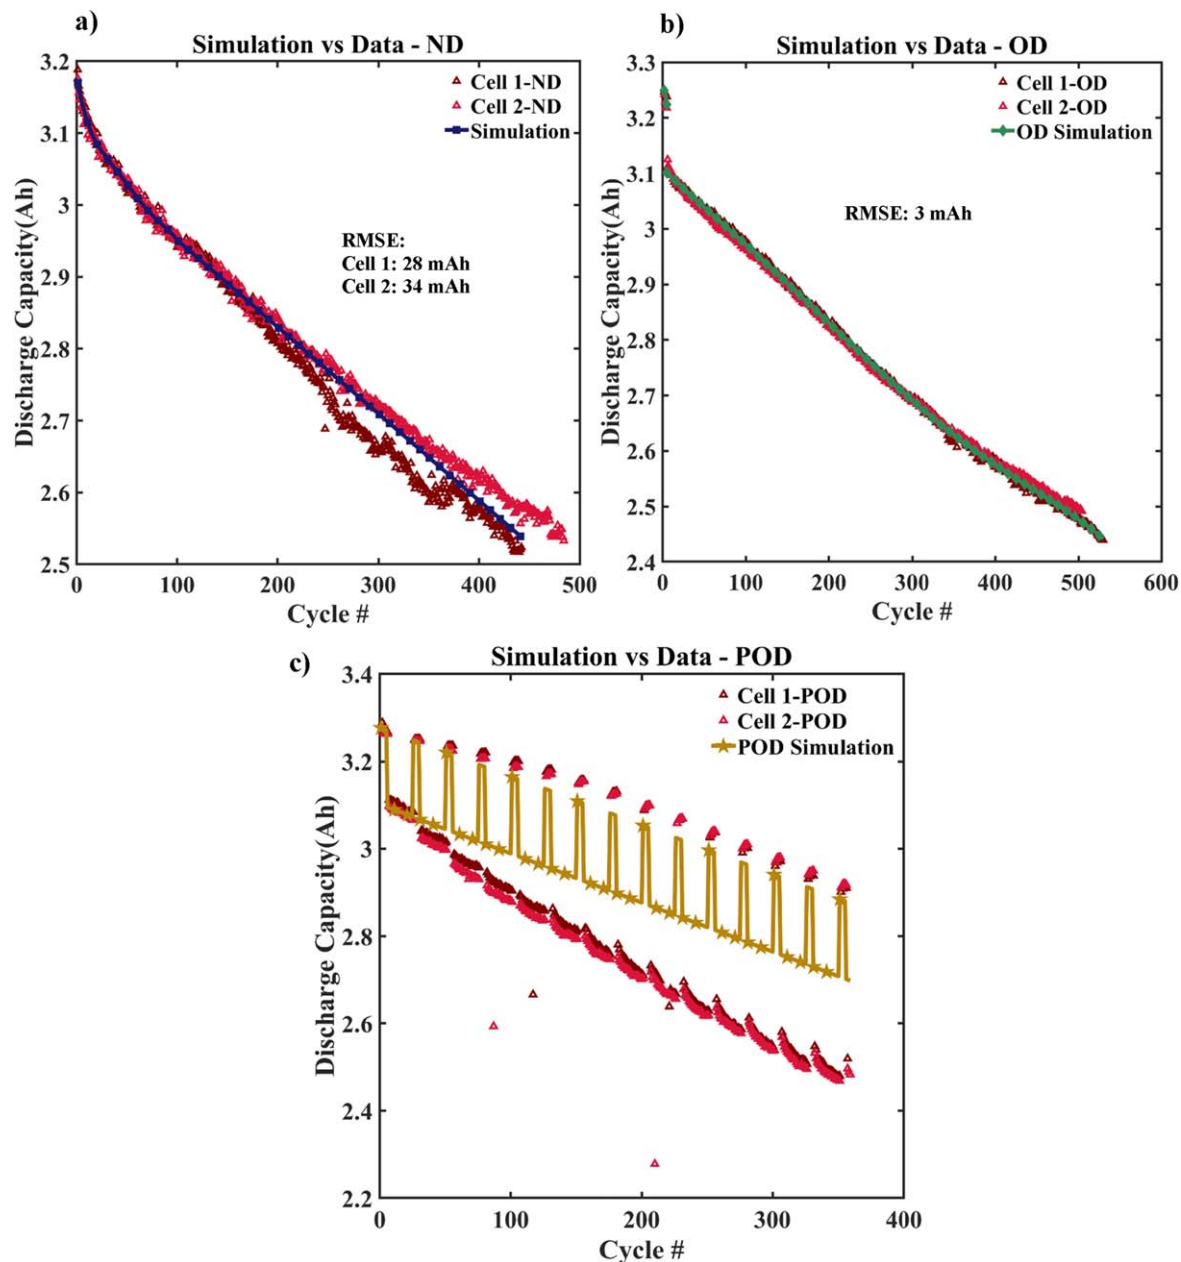 a)
Simulation vs Data - ND
3.2
3.1
3
2.9
2.8
2.7
2.6
2.5
Discharge Capacity(Ah)
Cell 1-ND
Cell 2-ND
Simulation
RMSE:
Cell 1: 28 mAh
Cell 2: 34 mAh
0 100 200 300 400 500
Cycle #
b)
Simulation vs Data - OD
3.3
3.2
3.1
3
2.9
2.8
2.7
2.6
2.5
2.4
Discharge Capacity(Ah)
Cell 1-OD
Cell 2-OD
OD Simulation
RMSE: 3 mAh
0 100 200 300 400 500 600
Cycle #
c)
Simulation vs Data - POD
3.4
3.2
3
2.8
2.6
2.4
2.2
Discharge Capacity(Ah)
Cell 1-POD
Cell 2-POD
POD Simulation
0 100 200 300 400
Cycle #